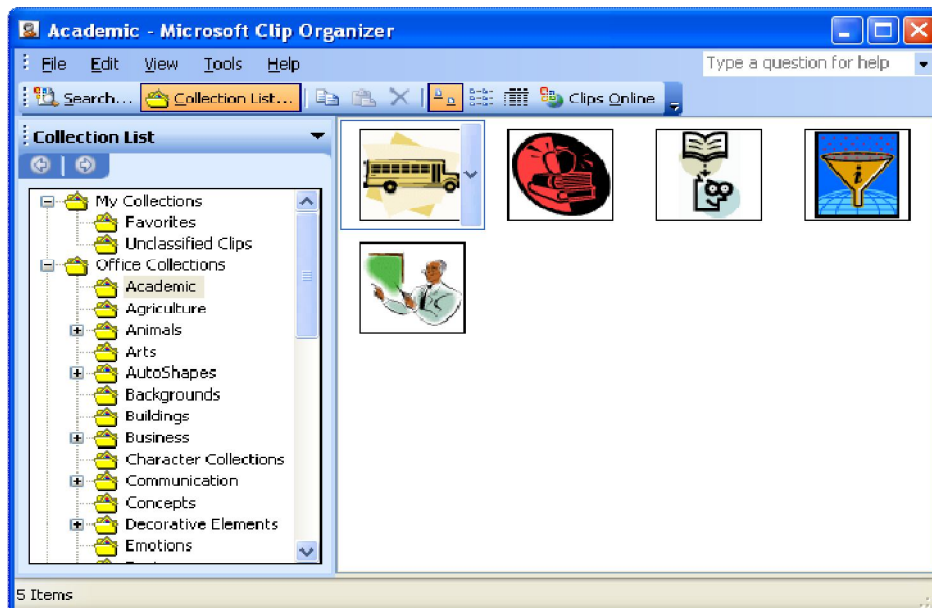 Academic - Microsoft Clip Organizer
File Edit View Tools Help
Type a question for help
Search... Collection List... Clips Online
Collection List
My Collections
Favorites
Unclassified Clips
Office Collections
Academic
Agriculture
Animals
Arts
AutoShapes
Backgrounds
Buildings
Business
Character Collections
Communication
Concepts
Decorative Elements
Emotions
i
5 Items